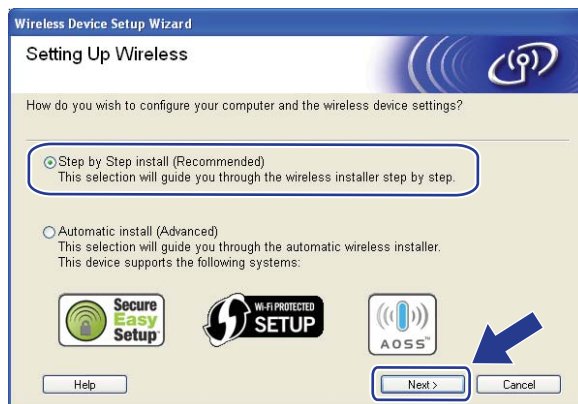 Wireless Device Setup Wizard
Setting Up Wireless
How do you wish to configure your computer and the wireless device settings?
Step by Step install (Recommended)
This selection will guide you through the wireless installer step by step.
Automatic install (Advanced)
This selection will guide you through the automatic wireless installer.
This device supports the following systems:
Secure
Easy
Setup
Wi-Fi PROTECTED
SETUP
AOSS™
Help
Next >
Cancel